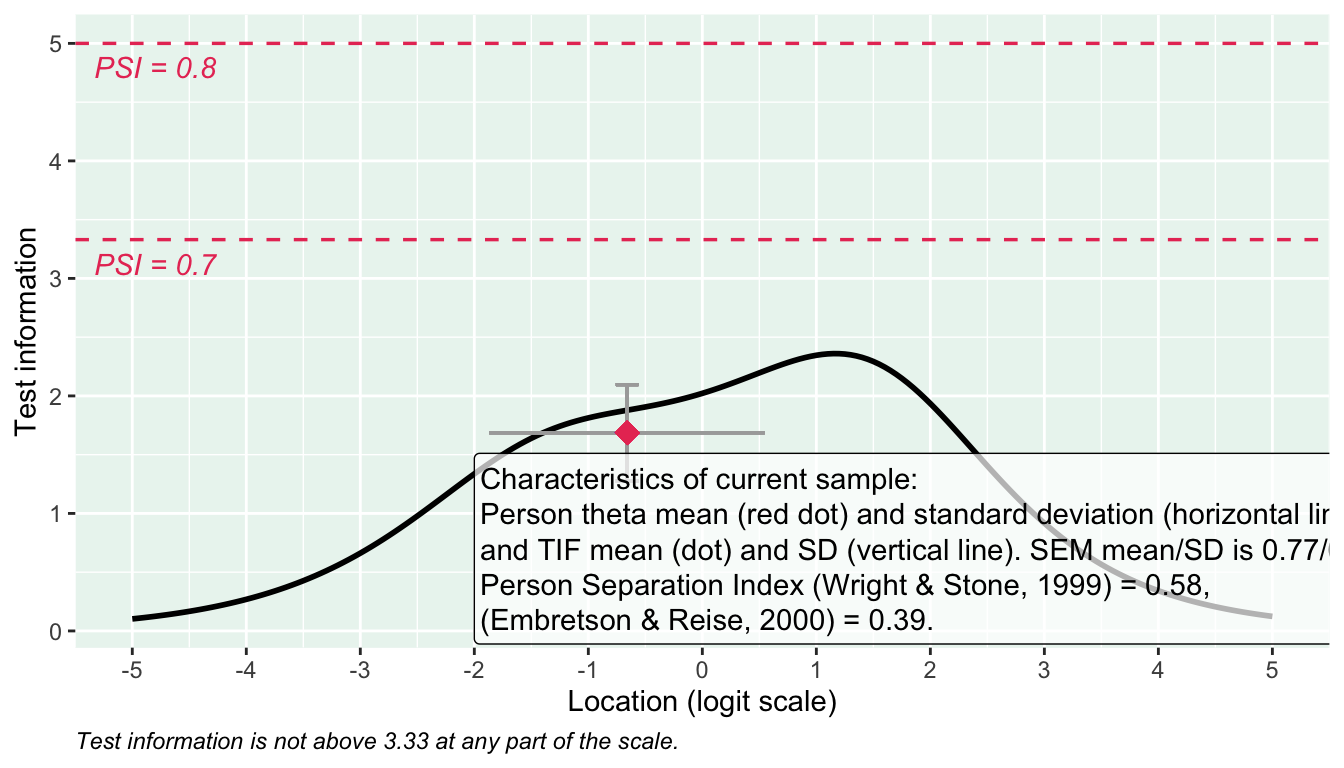 5
PSI = 0.8
4
PSI = 0.7
3
2
1
0
Test information
Characteristics of current sample:
Person theta mean (red dot) and standard deviation (horizontal
and TIF mean (dot) and SD (vertical line). SEM mean/SD is 0.77/
Person Separation Index (Wright & Stone, 1999) = 0.58,
(Embretson & Reise, 2000) = 0.39.
-5 -4 -3 -2 -1 0 1 2 3 4 5
Location (logit scale)
Test information is not above 3.33 at any part of the scale.